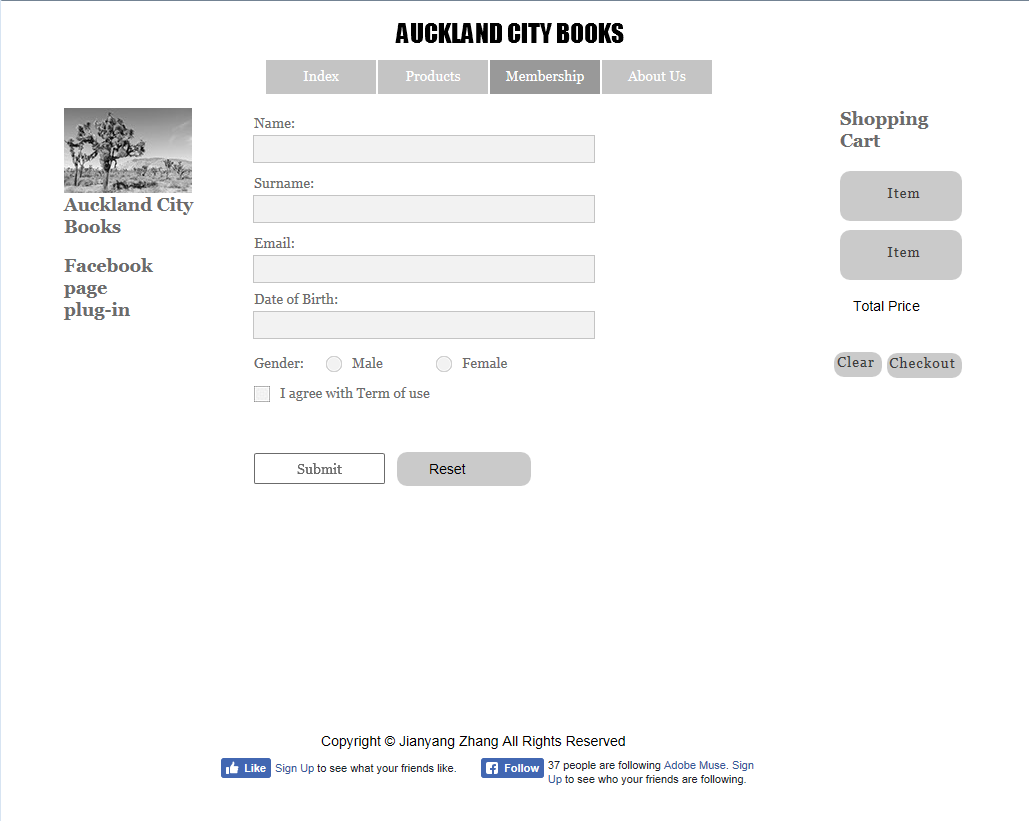 AUCKLAND CITY BOOKS
Index Products Membership About Us
Auckland City
Books
Facebook
page
plug-in
Name:
Surname:
Email:
Date of Birth:
Gender: Male Female
I agree with Term of use
Submit Reset
Shopping
Cart
Item
Item
Total Price
Clear Checkout
Copyright © Jianyang Zhang All Rights Reserved
Like Sign Up to see what your friends like.
Follow 37 people are following Adobe Muse. Sign
Up to see who your friends are following.